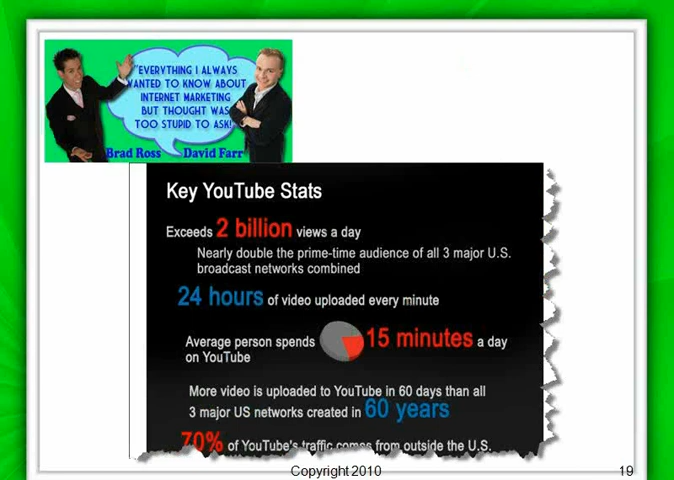 "EVERYTHING I ALWAYS
WANTED TO KNOW ABOUT
INTERNET MARKETING
BUT THOUGHT WAS
TOO STUPID TO ASK!
Brad Ross David Farr
Key YouTube Stats
Exceeds 2 billion views a day
Nearly double the prime-time audience of all 3 major U.S.
broadcast networks combined
24 hours of video uploaded every minute
Average person spends 15 minutes a day
on YouTube
More video is uploaded to YouTube in 60 days than all
3 major US networks created in 60 years
70% of YouTube's traffic comes from outside the U.S.
Copyright 2010
19